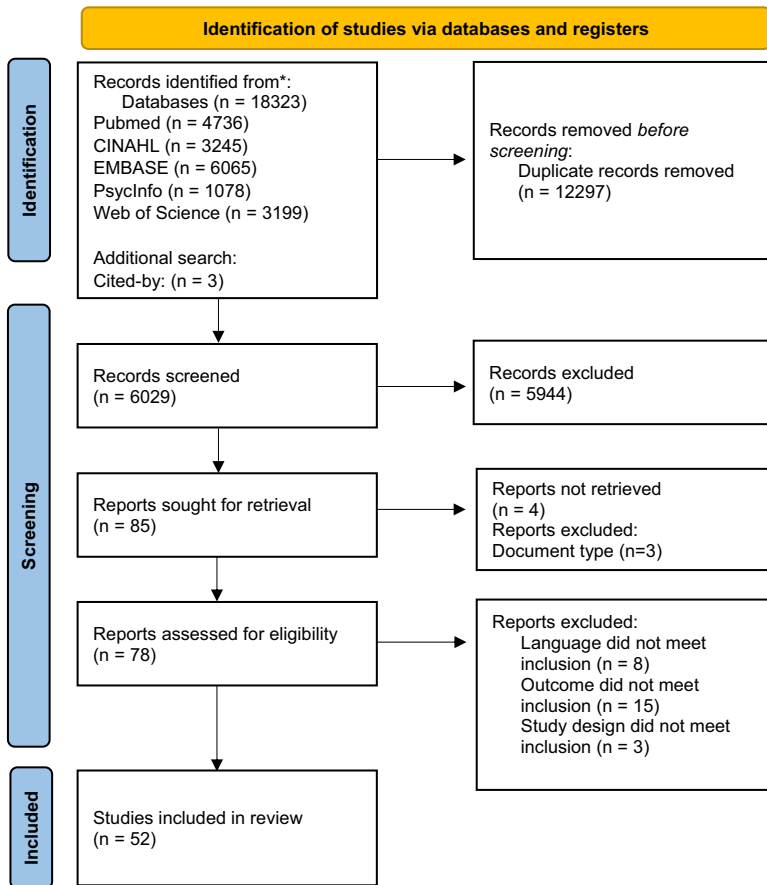 Identification of studies via databases and registers
Identification
Records identified from*:
Databases (n = 18323)
Pubmed (n = 4736)
CINAHL (n = 3245)
EMBASE (n = 6065)
PsycInfo (n = 1078)
Web of Science (n = 3199)
Additional search:
Cited-by: (n = 3)
Records removed before
screening:
Duplicate records removed
(n = 12297)
Screening
Records screened
(n = 6029)
Records excluded
(n = 5944)
Reports sought for retrieval
(n = 85)
Reports not retrieved
(n = 4)
Reports excluded:
Document type (n=3)
Reports assessed for eligibility
(n = 78)
Reports excluded:
Language did not meet
inclusion (n = 8)
Outcome did not meet
inclusion (n = 15)
Study design did not meet
inclusion (n = 3)
Included
Studies included in review
(n = 52)